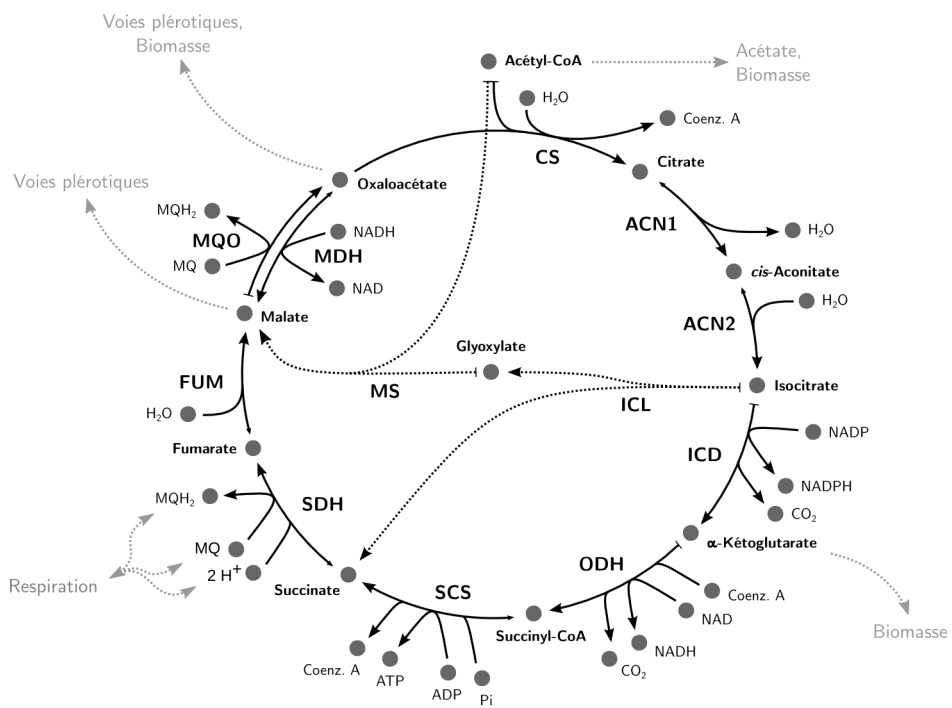 Voies plérotiques,
Biomasse
Acétyl-CoA
Acétate,
Biomasse
H₂O
Coenz. A
CS
Citrate
Oxaloacétate
Voies plérotiques
MQH₂
MQO
MQ
NADH
MDH
NAD
ACN1
H₂O
cis-Aconitate
H₂O
ACN2
Malate
Glyoxylate
MS
ICL
Isocitrate
FUM
H₂O
Fumarate
NADP
ICD
NADPH
CO₂
α-Kétoglutarate
MQH₂
SDH
MQ
2 H⁺
Respiration
Succinate
SCS
Coenz. A
ATP
ADP
Pi
Succinyl-CoA
ODH
Coenz. A
NAD
NADH
CO₂
Biomasse